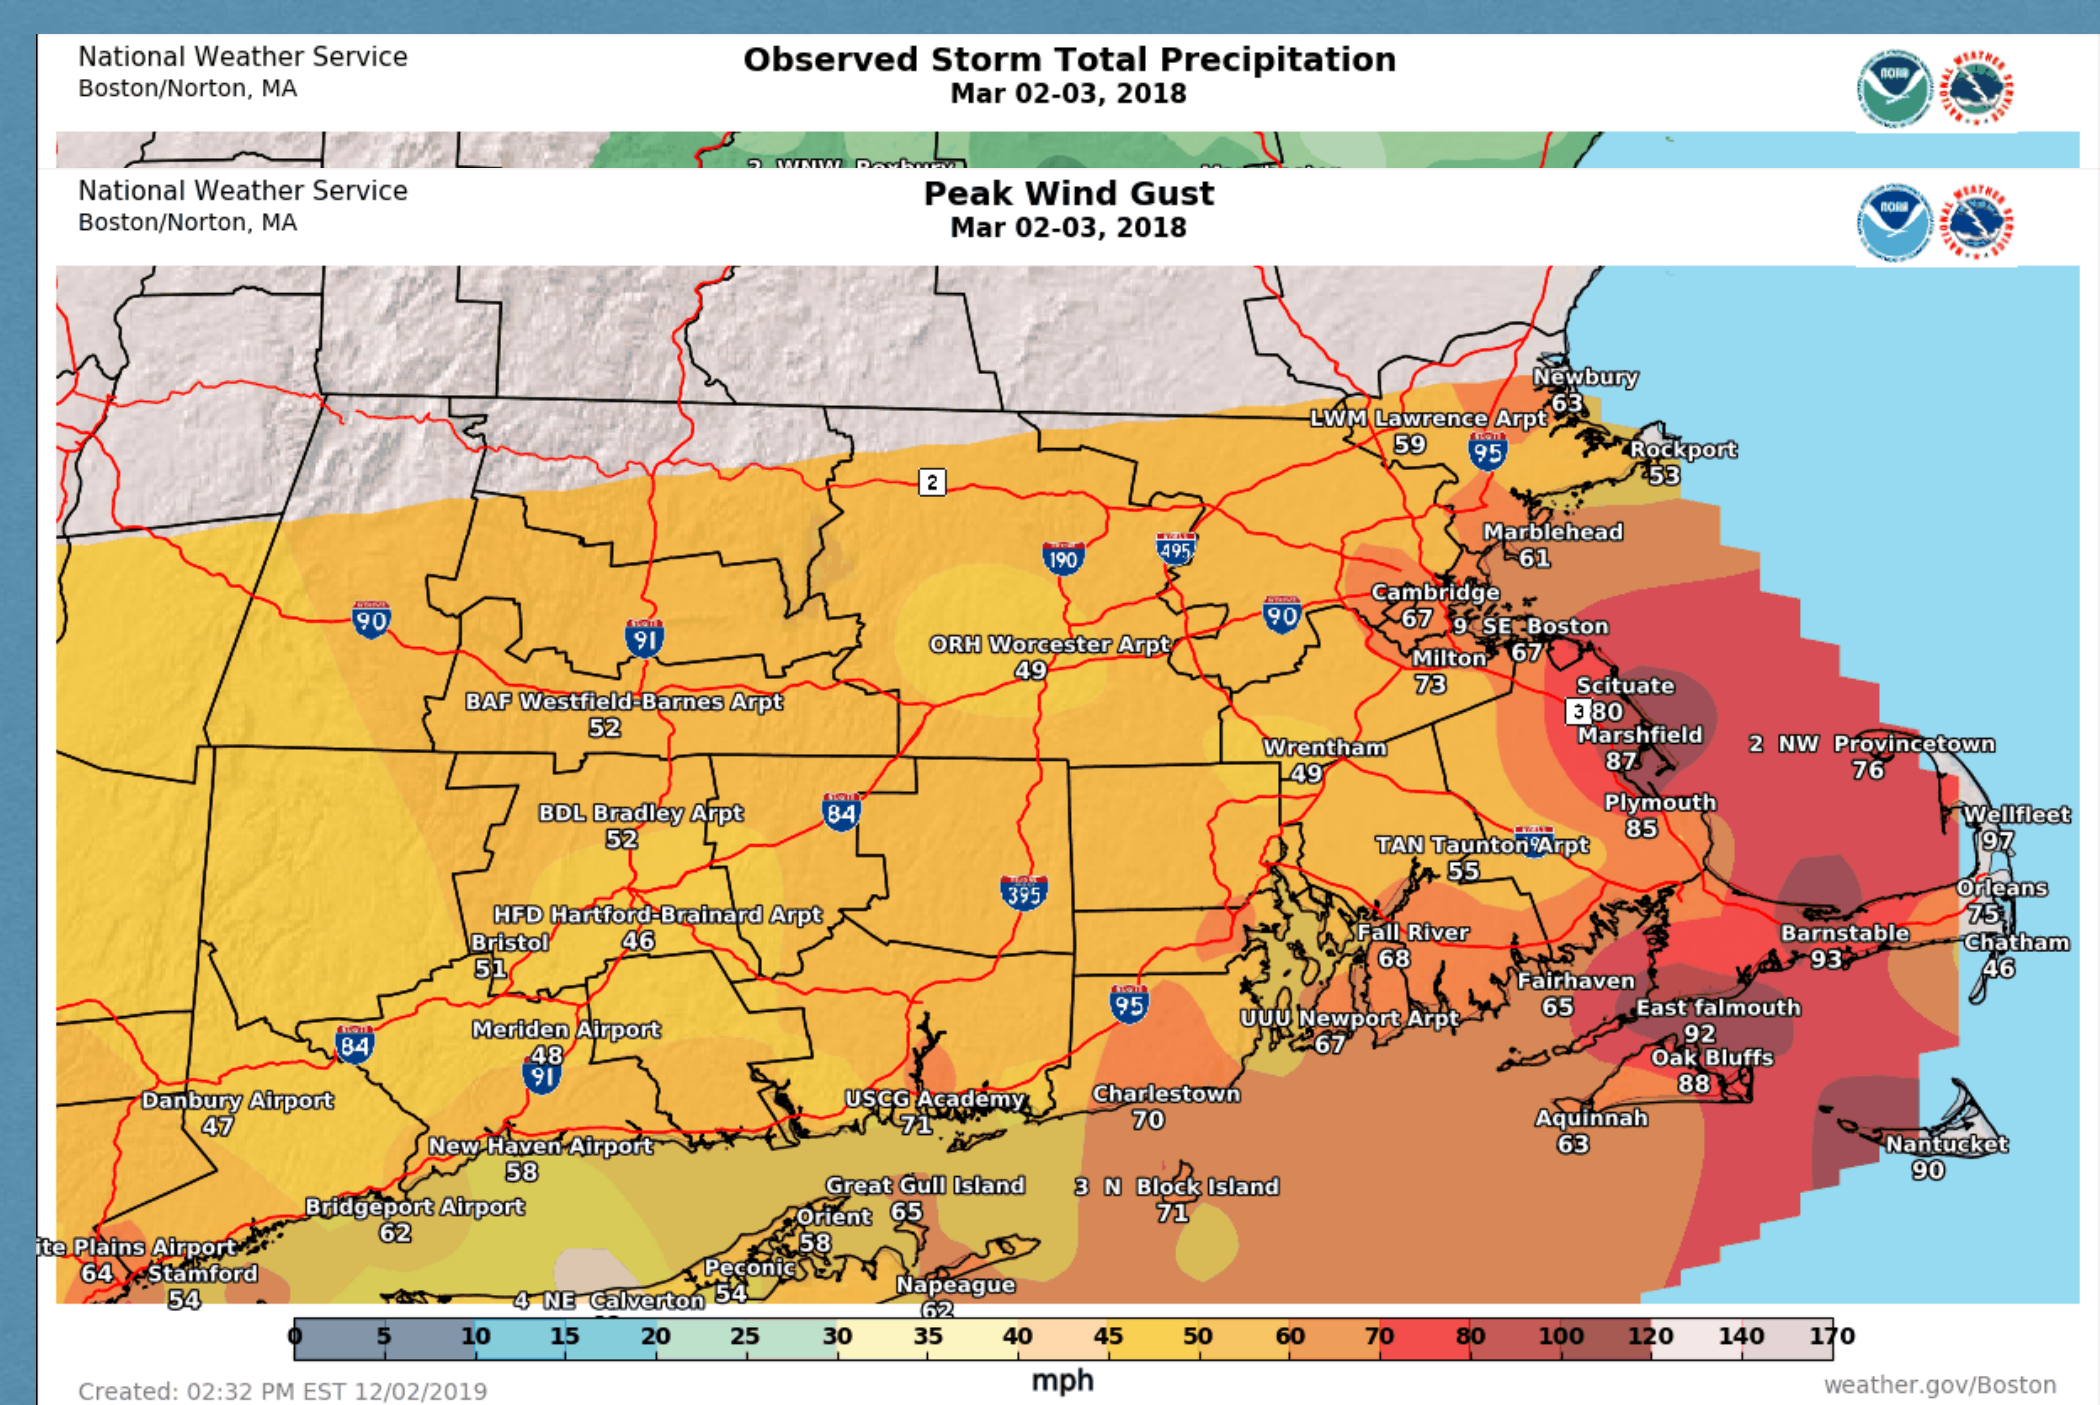 National Weather Service
Boston/Norton, MA
Observed Storm Total Precipitation
Mar 02-03, 2018
National Weather Service
Boston/Norton, MA
Peak Wind Gust
Mar 02-03, 2018
Newbury
63
LWM Lawrence Arpt
59
95
Rockport
53
2
Marblehead
61
190
495
Cambridge
67
90
90
91
9 SE Boston
67
ORH Worcester Arpt
49
Milton
73
Scituate
80
3
BAF Westfield-Barnes Arpt
52
Marshfield
87
Wrentham
49
2 NW Provincetown
76
Plymouth
85
BDL Bradley Arpt
52
84
Wellfleet
97
TAN Taunton Arpt
55
395
Orleans
75
HFD Hartford-Brainard Arpt
46
Bristol
51
Fall River
68
Barnstable
93
Chatham
46
Fairhaven
65
95
East falmouth
92
UUU Newport Arpt
67
Meriden Airport
48
84
91
Oak Bluffs
88
Danbury Airport
47
USCG Academy
71
Charlestown
70
Aquinnah
63
New Haven Airport
58
Nantucket
90
Great Gull Island
65
3 N Block Island
71
Bridgeport Airport
62
Orient
58
ite Plains Airport
64
Stamford
54
Peconic
54
Napeague
62
4 NE Calverton
0 5 10 15 20 25 30 35 40 45 50 60 70 80 100 120 140 170
mph
Created: 02:32 PM EST 12/02/2019
weather.gov/Boston